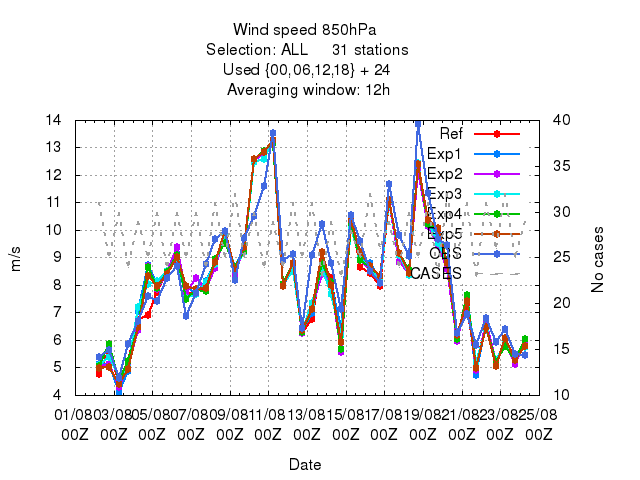 Wind speed 850hPa
Selection: ALL 31 stations
Used {00,06,12,18} + 24
Averaging window: 12h
14
13
12
11
10
9
8
7
6
5
4
40
35
30
25
20
15
10
m/s
No cases
Ref
Exp1
Exp2
Exp3
Exp4
Exp5
OBS
CASES
01/08 03/08 05/08 07/08 09/08 11/08 13/08 15/08 17/08 19/08 21/08 23/08 25/08
00Z 00Z 00Z 00Z 00Z 00Z 00Z 00Z 00Z 00Z 00Z 00Z 00Z
Date